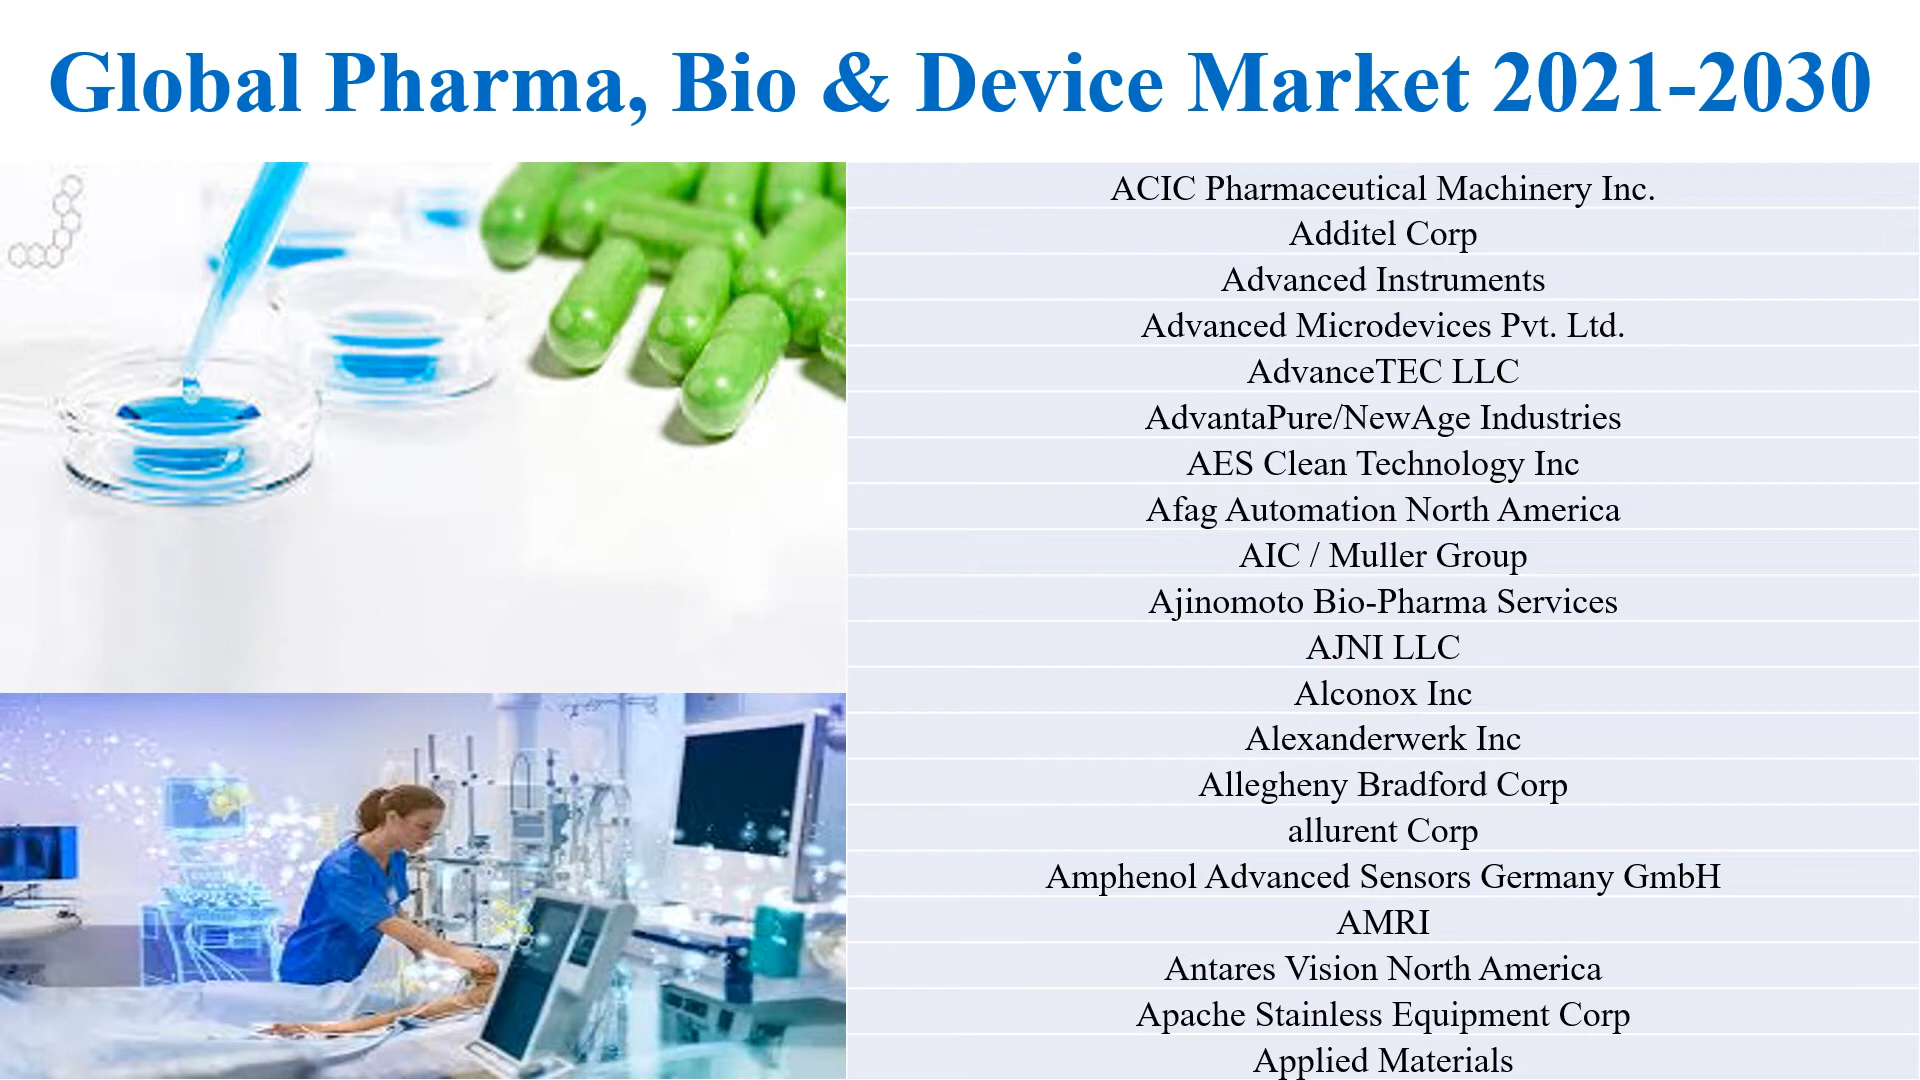 Global Pharma, Bio & Device Market 2021-2030
ACIC Pharmaceutical Machinery Inc.
Additel Corp
Advanced Instruments
Advanced Microdevices Pvt. Ltd.
AdvanceTEC LLC
AdvantaPure/NewAge Industries
AES Clean Technology Inc
Afag Automation North America
AIC / Muller Group
Ajinomoto Bio-Pharma Services
AJNI LLC
Alconox Inc
Alexanderwerk Inc
Allegheny Bradford Corp
allurent Corp
Amphenol Advanced Sensors Germany GmbH
AMRI
Antares Vision North America
Apache Stainless Equipment Corp
Applied Materials